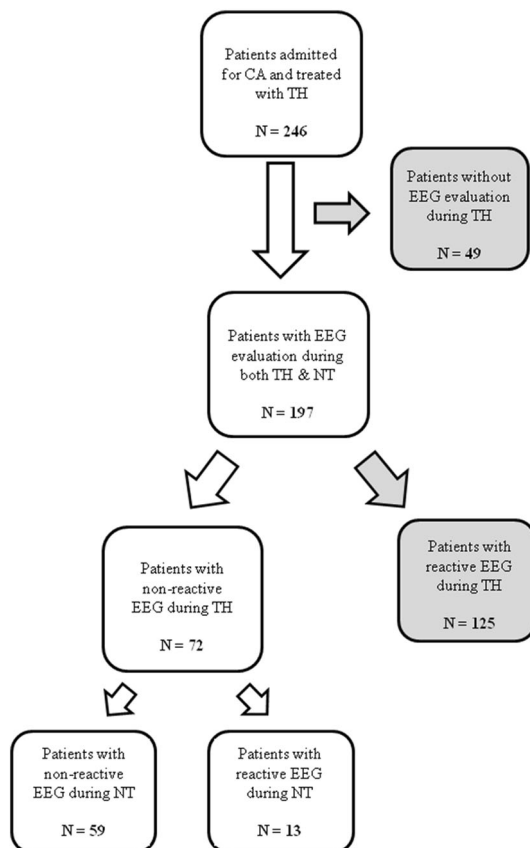 Patients admitted
for CA and treated
with TH
N = 246
Patients without
EEG evaluation
during TH
N = 49
Patients with EEG
evaluation during
both TH & NT
N = 197
Patients with
non-reactive
EEG during TH
N = 72
Patients with
reactive EEG
during TH
N = 125
Patients with
non-reactive
EEG during NT
N = 59
Patients with
reactive EEG
during NT
N = 13